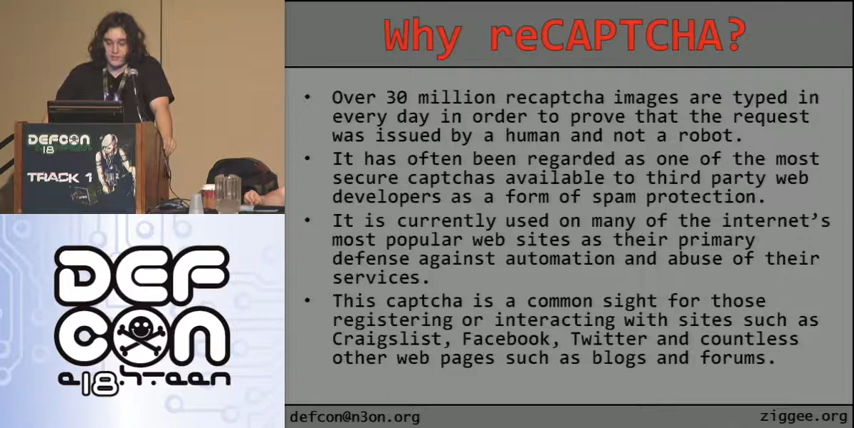 DEFCON
18
TRACK 1
DEF
CON
e18h-teen
Why reCAPTCHA?
• Over 30 million recaptcha images are typed in
every day in order to prove that the request
was issued by a human and not a robot.
• It has often been regarded as one of the most
secure captchas available to third party web
developers as a form of spam protection.
• It is currently used on many of the internet's
most popular web sites as their primary
defense against automation and abuse of their
services.
• This captcha is a common sight for those
registering or interacting with sites such as
Craigslist, Facebook, Twitter and countless
other web pages such as blogs and forums.
defcon@n3on.org
ziggee.org